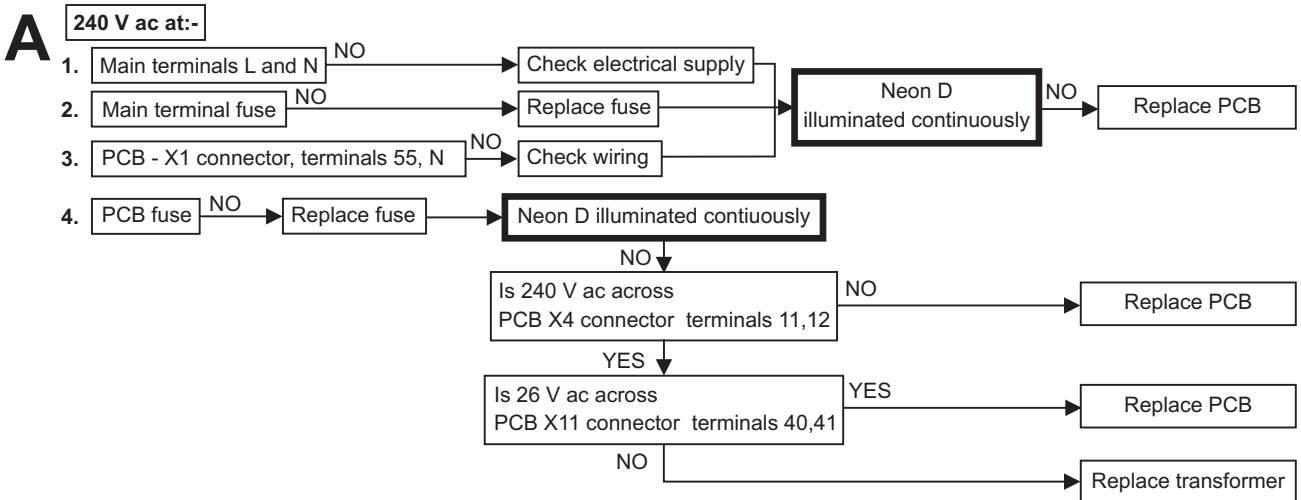 A
240 V ac at:-
1. Main terminals L and N
NO
Check electrical supply
2. Main terminal fuse
NO
Replace fuse
Neon D
illuminated continuously
NO
Replace PCB
3. PCB - X1 connector, terminals 55, N
NO
Check wiring
4. PCB fuse
NO
Replace fuse
Neon D illuminated contiuously
NO
Is 240 V ac across
PCB X4 connector terminals 11,12
NO
Replace PCB
YES
Is 26 V ac across
PCB X11 connector terminals 40,41
YES
Replace PCB
NO
Replace transformer